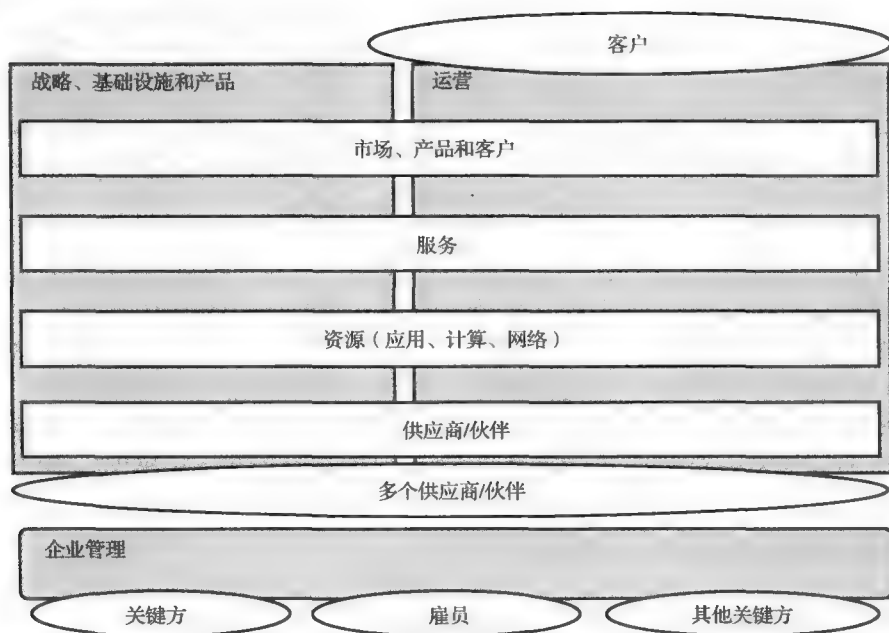 客户
战略、基础设施和产品
运营
市场、产品和客户
服务
资源（应用、计算、网络）
供应商/伙伴
多个供应商/伙伴
企业管理
关键方
雇员
其他关键方